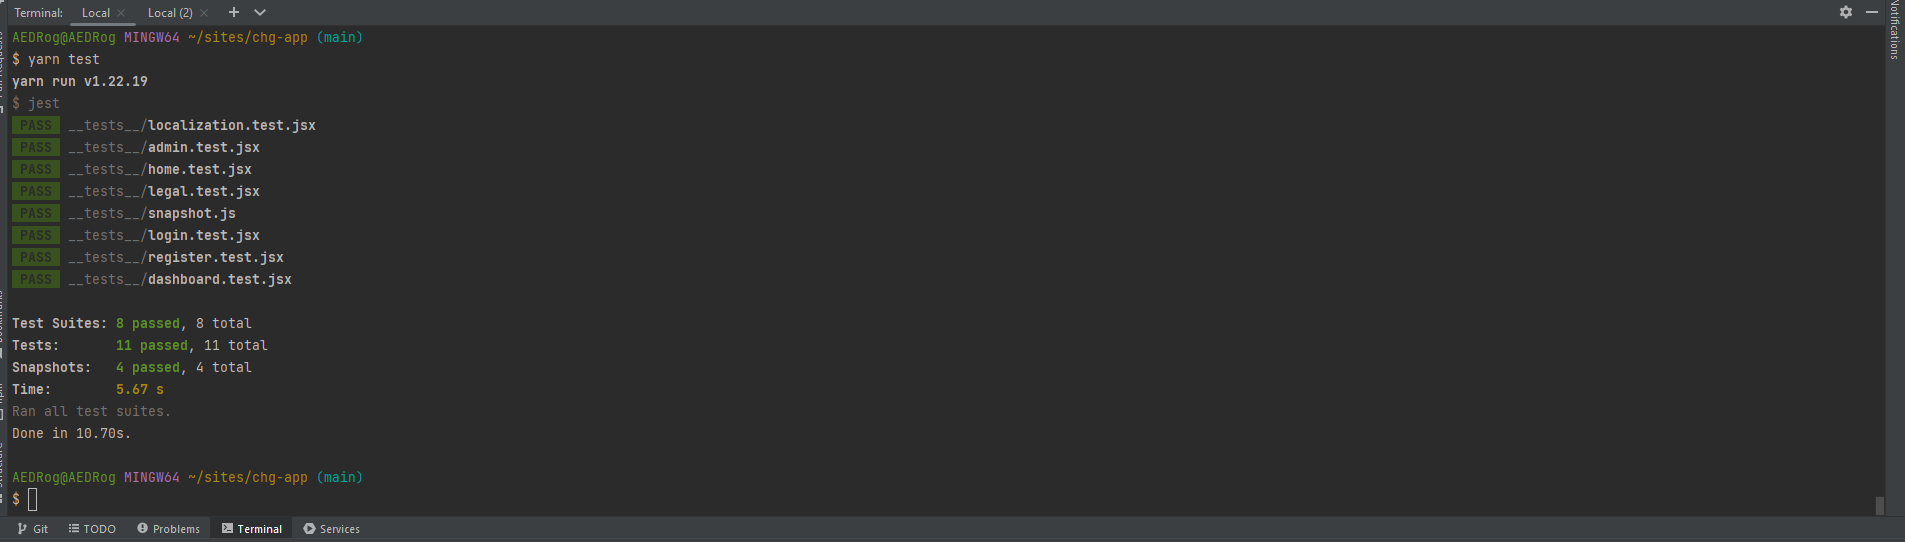 Terminal: Local × Local (2) × +
AEDRog@AEDRog MINGW64 ~/sites/chg-app (main)
$ yarn test
yarn run v1.22.19
$ jest
PASS __tests__/localization.test.jsx
PASS __tests__/admin.test.jsx
PASS __tests__/home.test.jsx
PASS __tests__/legal.test.jsx
PASS __tests__/snapshot.js
PASS __tests__/login.test.jsx
PASS __tests__/register.test.jsx
PASS __tests__/dashboard.test.jsx
Test Suites: 8 passed, 8 total
Tests: 11 passed, 11 total
Snapshots: 4 passed, 4 total
Time: 5.67 s
Ran all test suites.
Done in 10.70s.
AEDRog@AEDRog MINGW64 ~/sites/chg-app (main)
$
Git TODO Problems Terminal Services
Notifications